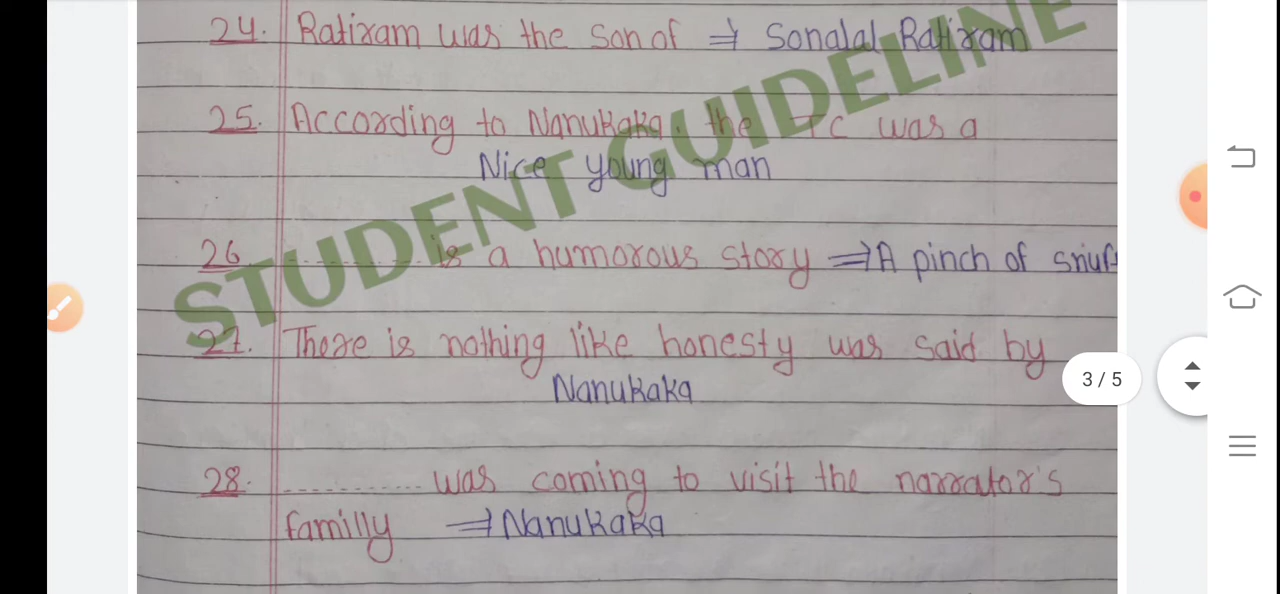 24. Ratiram was the son of ⇒ Sonalal Ratiram
25. According to Nanukaka, the TC was a
Nice young man
26 ............ is a humorous story ⇒ A pinch of snuff
27. There is nothing like honesty was said by
Nanukaka
28. ............ was coming to visit the narrator's
familly ⇒ Nanukaka
STUDENT GUIDELINE
3 / 5